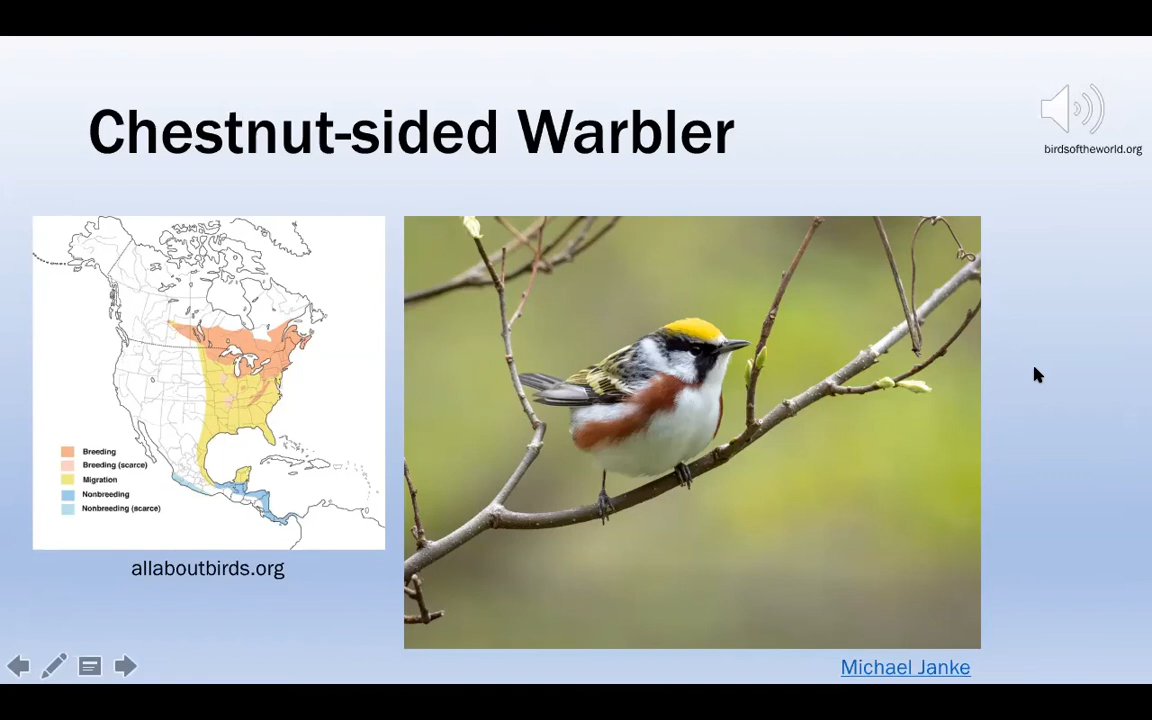 Chestnut-sided Warbler
birdsoftheworld.org
Breeding
Breeding (scarce)
Migration
Nonbreeding
Nonbreeding (scarce)
allaboutbirds.org
Michael Janke